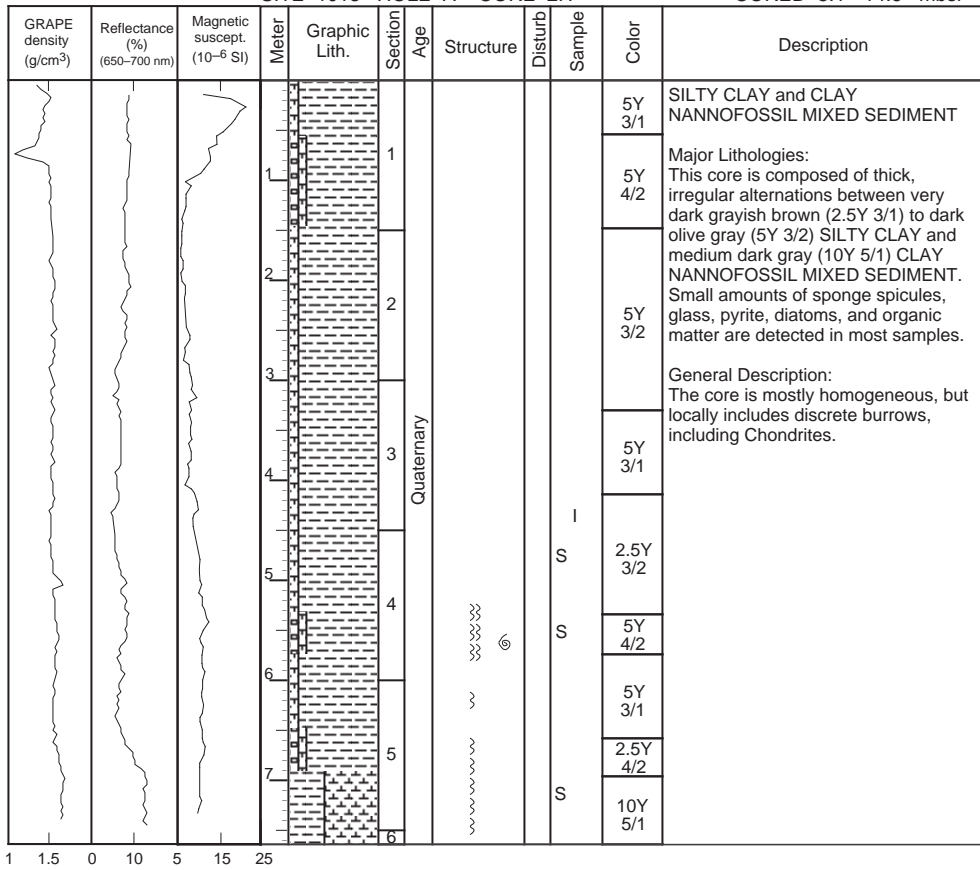 GRAPE
density
(g/cm3)
Reflectance
(%)
(650–700 nm)
Magnetic
suscept.
(10–6 SI)
Meter
Graphic
Lith.
Section
Age
Structure
Disturb
Sample
Color
Description
1
2
3
4
5
6
7
1
2
3
4
5
6
Quaternary
I
S
S
S
5Y
3/1
5Y
4/2
5Y
3/2
5Y
3/1
2.5Y
3/2
5Y
4/2
5Y
3/1
2.5Y
4/2
10Y
5/1
SILTY CLAY and CLAY
NANNOFOSSIL MIXED SEDIMENT
Major Lithologies:
This core is composed of thick,
irregular alternations between very
dark grayish brown (2.5Y 3/1) to dark
olive gray (5Y 3/2) SILTY CLAY and
medium dark gray (10Y 5/1) CLAY
NANNOFOSSIL MIXED SEDIMENT.
Small amounts of sponge spicules,
glass, pyrite, diatoms, and organic
matter are detected in most samples.
General Description:
The core is mostly homogeneous, but
locally includes discrete burrows,
including Chondrites.
1 1.5 0 10 5 15 25